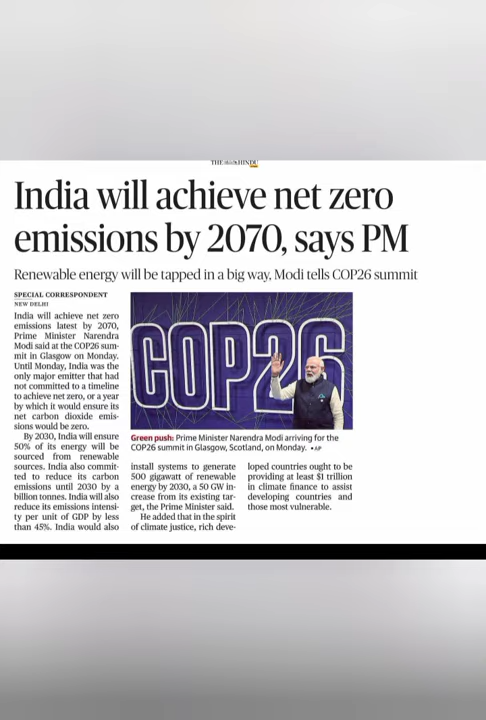 THE HINDU
India will achieve net zero
emissions by 2070, says PM
Renewable energy will be tapped in a big way, Modi tells COP26 summit
SPECIAL CORRESPONDENT
NEW DELHI
India will achieve net zero
emissions latest by 2070,
Prime Minister Narendra
Modi said at the COP26 sum-
mit in Glasgow on Monday.
Until Monday, India was the
only major emitter that had
not committed to a timeline
to achieve net zero, or a year
by which it would ensure its
net carbon dioxide emis-
sions would be zero.
By 2030, India will ensure
50% of its energy will be
sourced from renewable
sources. India also commit-
ted to reduce its carbon
emissions until 2030 by a
billion tonnes. India will also
reduce its emissions intensi-
ty per unit of GDP by less
than 45%. India would also
COP26
Green push: Prime Minister Narendra Modi arriving for the
COP26 summit in Glasgow, Scotland, on Monday. • AP
install systems to generate
500 gigawatt of renewable
energy by 2030, a 50 GW in-
crease from its existing tar-
get, the Prime Minister said.
He added that in the spirit
of climate justice, rich deve-
loped countries ought to be
providing at least $1 trillion
in climate finance to assist
developing countries and
those most vulnerable.